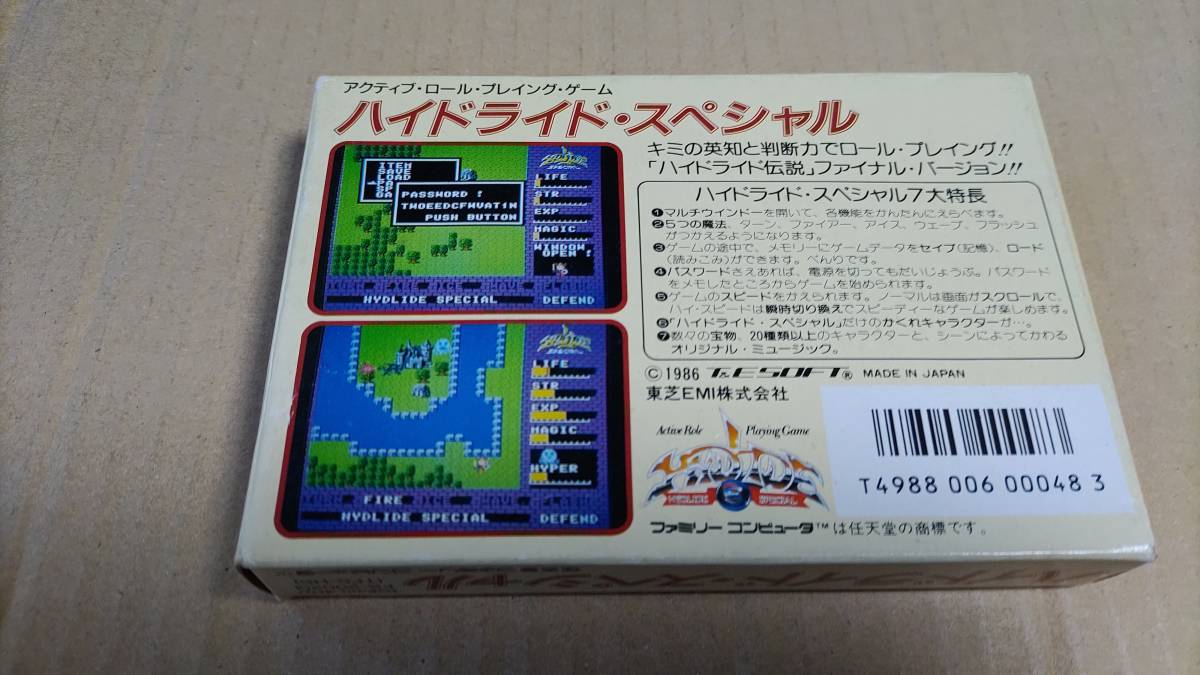 アクティブ・ロール・プレイング・ゲーム
ハイドライド・スペシャル
キミの英知と判断力でロール・プレイング!!
「ハイドライド伝説」ファイナル・バージョン!!
ハイドライド・スペシャル7大特長
❶マルチウインドーを開いて、各機能をかんたんにえらべます。
❷5つの魔法、ターン、ファイアー、アイス、ウェーブ、フラッシュ
がつかえるようになります。
❸ゲームの途中で、メモリーにゲームデータをセイブ(記憶)、ロード
(読みこみ)ができます。べんりです。
❹パスワードさえあれば、電源を切ってもだいじょうぶ。パスワード
をメモしたところからゲームを始められます。
❺ゲームのスピードをかえられます。ノーマルは画面がスクロールで、
ハイ・スピードは瞬時切り換えでスピーディーなゲームが楽しめます。
❻「ハイドライド・スペシャル」だけのかくれキャラクターが…。
❼数々の宝物、20種類以上のキャラクターと、シーンによってかわる
オリジナル・ミュージック。
ITEM
SAVE
LOAD
PASSWORD !
TWDEEDCFWVAT1N
PUSH BUTTON
LIFE
STR
EXP
MAGIC
WINDOW
OPEN !
HYDLIDE SPECIAL
DEFEND
LIFE
STR
EXP
MAGIC
HYPER
FIRE
HYDLIDE SPECIAL
DEFEND
©1986 T&E SOFT® MADE IN JAPAN
東芝EMI株式会社
Active Role Playing Game
HYDLIDE
HYDLIDE SPECIAL
T4988 006 00048 3
ファミリーコンピュータ™は任天堂の商標です。
ハイドライド・スペシャル